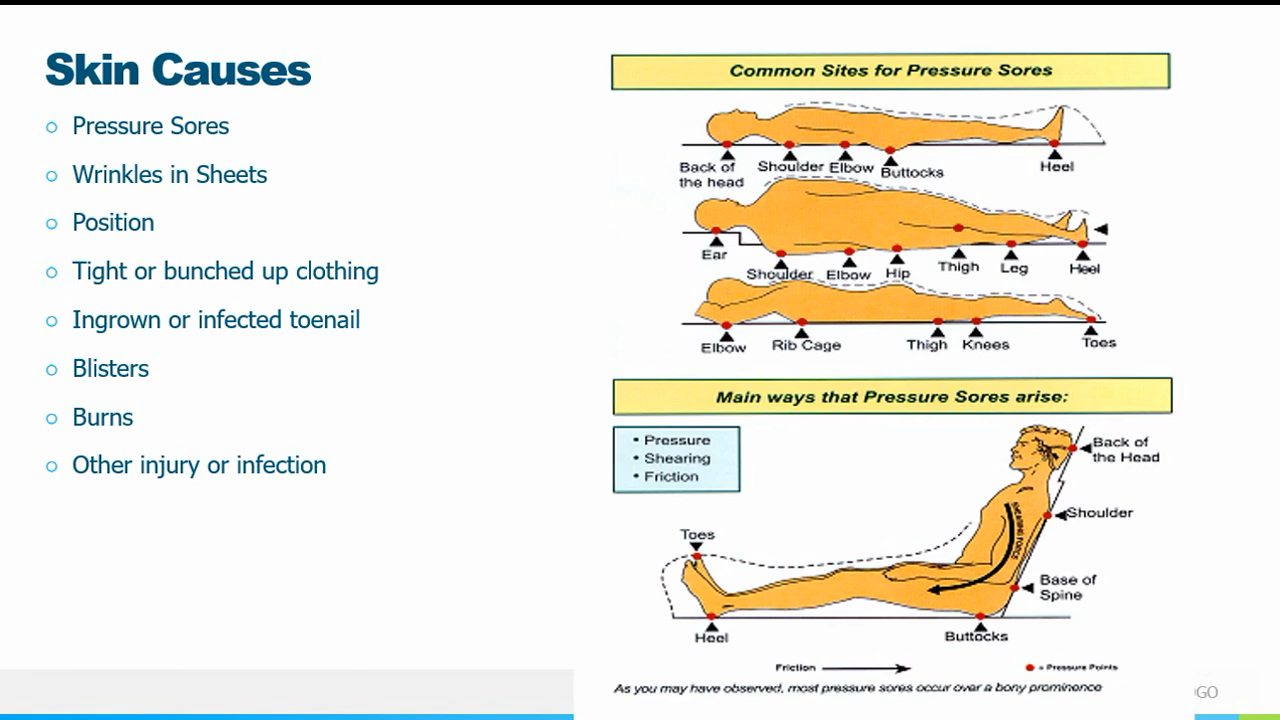 Skin Causes
Pressure Sores
Wrinkles in Sheets
Position
Tight or bunched up clothing
Ingrown or infected toenail
Blisters
Burns
Other injury or infection
Common Sites for Pressure Sores
Back of
the head
Shoulder
Elbow
Buttocks
Heel
Ear
Shoulder
Elbow
Hip
Thigh
Leg
Heel
Elbow
Rib Cage
Thigh
Knees
Toes
Main ways that Pressure Sores arise:
• Pressure
• Shearing
• Friction
Back of
the Head
Shoulder
SHEARING FORCE
Base of
Spine
Toes
Heel
Buttocks
Friction
= Pressure Points
As you may have observed, most pressure sores occur over a bony prominence
GO